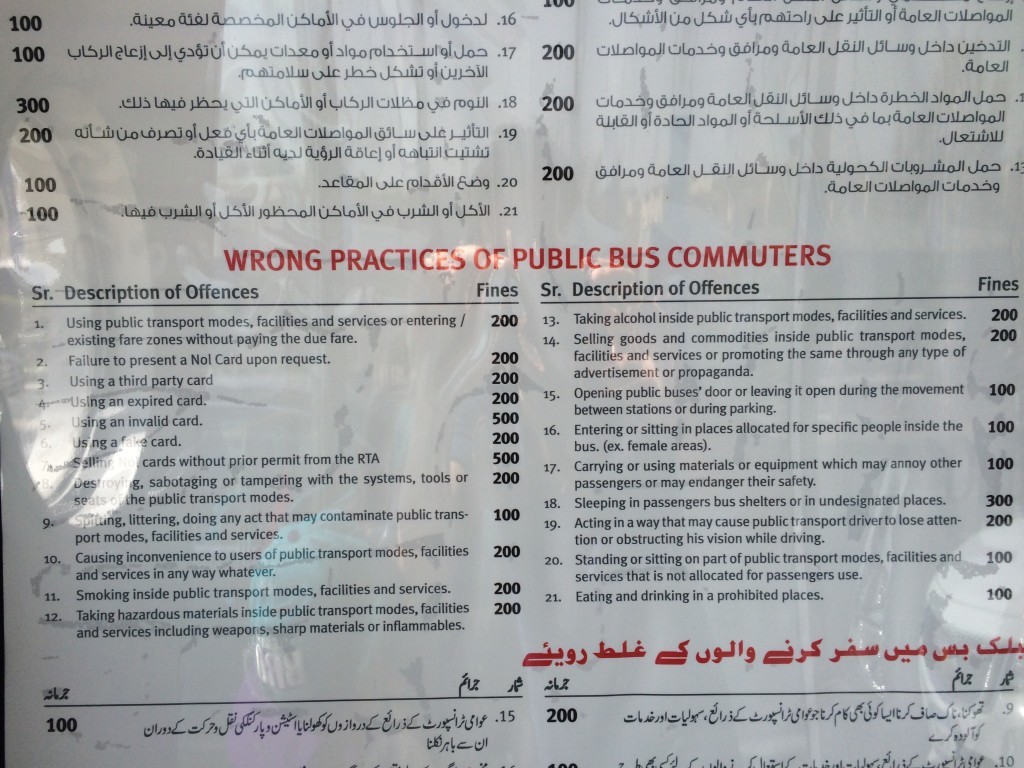 100
المواصلات العامة أو التأثير على راحتهم بأي شكل من الأشكال.
التدخين داخل وسائل النقل العامة ومرافق وخدمات المواصلات 200
العامة.
حمل المواد الخطرة داخل وسائل النقل العامة ومرافق وخدمات 200
المواصلات العامة بما في ذلك الأسلحة أو المواد الحادة أو القابلة
للاشتعال.
13. حمل المشروبات الكحولية داخل وسائل النقل العامة ومرافق 200
وخدمات المواصلات العامة.
16. لدخول أو الجلوس في الأماكن المخصصة لفئة معينة. 100
17. حمل أو استخدام مواد أو معدات يمكن أن تؤدي إلى إزعاج الركاب 100
الآخرين أو تشكل خطر على سلامتهم.
18. النوم في مظلات الركاب أو الأماكن التي يحظر فيها ذلك. 300
19. التأثير على سائق المواصلات العامة بأي فعل أو تصرف من شأنه 200
تشتيت انتباهه أو إعاقة الرؤية لديه أثناء القيادة.
20. وضع الأقدام على المقاعد. 100
21. الأكل أو الشرب في الأماكن المحظور الأكل أو الشرب فيها. 100
WRONG PRACTICES OF PUBLIC BUS COMMUTERS
Sr. Description of Offences Fines
1. Using public transport modes, facilities and services or entering / 200
existing fare zones without paying the due fare.
2. Failure to present a Nol Card upon request. 200
3. Using a third party card 200
4. Using an expired card. 200
5. Using an invalid card. 500
6. Using a fake card. 200
7. Selling Nol cards without prior permit from the RTA 500
8. Destroying, sabotaging or tampering with the systems, tools or 200
seats of the public transport modes.
9. Spitting, littering, doing any act that may contaminate public trans- 100
port modes, facilities and services.
10. Causing inconvenience to users of public transport modes, facilities 200
and services in any way whatever.
11. Smoking inside public transport modes, facilities and services. 200
12. Taking hazardous materials inside public transport modes, facilities 200
and services including weapons, sharp materials or inflammables.
Sr. Description of Offences Fines
13. Taking alcohol inside public transport modes, facilities and services. 200
14. Selling goods and commodities inside public transport modes, 200
facilities and services or promoting the same through any type of
advertisement or propaganda.
15. Opening public buses' door or leaving it open during the movement 100
between stations or during parking.
16. Entering or sitting in places allocated for specific people inside the 100
bus. (ex. female areas).
17. Carrying or using materials or equipment which may annoy other 100
passengers or may endanger their safety.
18. Sleeping in passengers bus shelters or in undesignated places. 300
19. Acting in a way that may cause public transport driver to lose atten- 200
tion or obstructing his vision while driving.
20. Standing or sitting on part of public transport modes, facilities and 100
services that is not allocated for passengers use.
21. Eating and drinking in a prohibited places. 100
پبلک بس میں سفر کرنے والوں کے غلط رویئے
شمار جرائم جرمانہ
9. تھوکنا، ناک صاف کرنا ایسا کوئی بھی کام کرنا جو عوامی ٹرانسپورٹ کے ذرائع، سہولیات اور خدمات 200
کو آلودہ کرے
شمار جرائم جرمانہ
15. عوامی ٹرانسپورٹ کے ذرائع کے دروازوں کو کھولنا یا اسٹیشن و پارکنگ کی نقل و حرکت کے دوران 100
ان سے باہر نکلنا